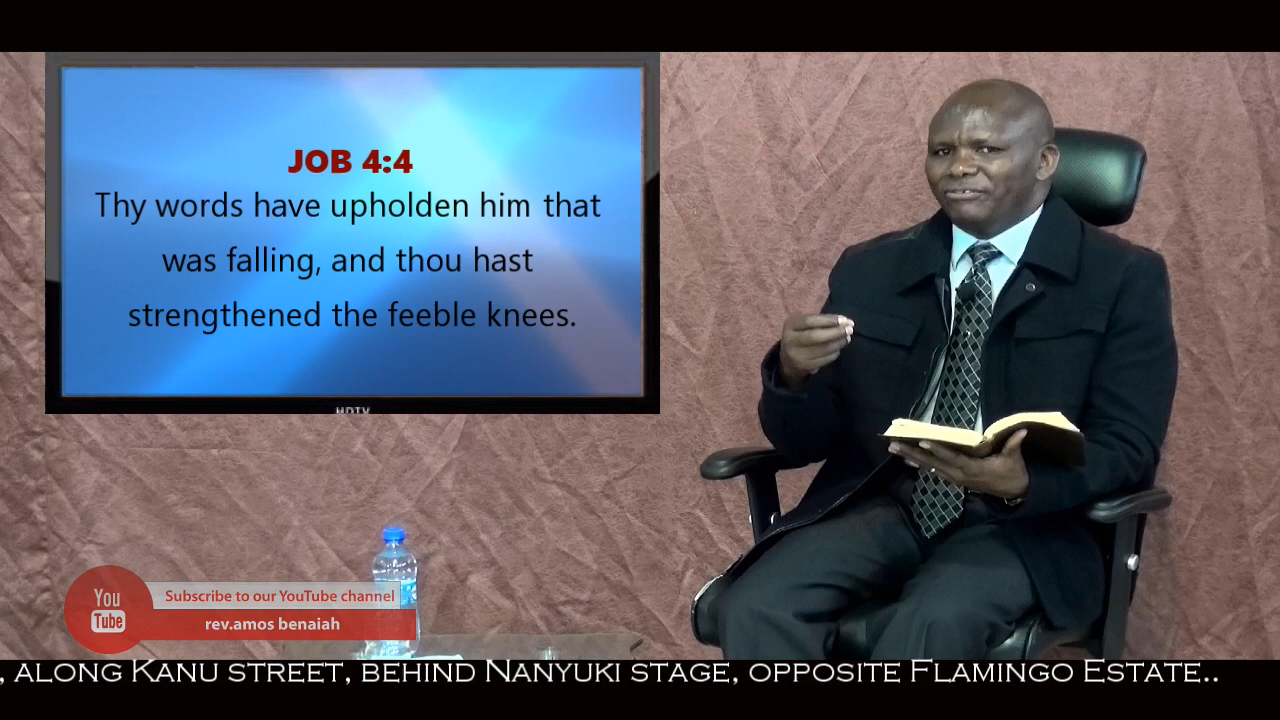 JOB 4:4
Thy words have upholden him that
was falling, and thou hast
strengthened the feeble knees.
HDTV
You
Tube
Subscribe to our YouTube channel
rev.amos benaiah
, ALONG KANU STREET, BEHIND NANYUKI STAGE, OPPOSITE FLAMINGO ESTATE..